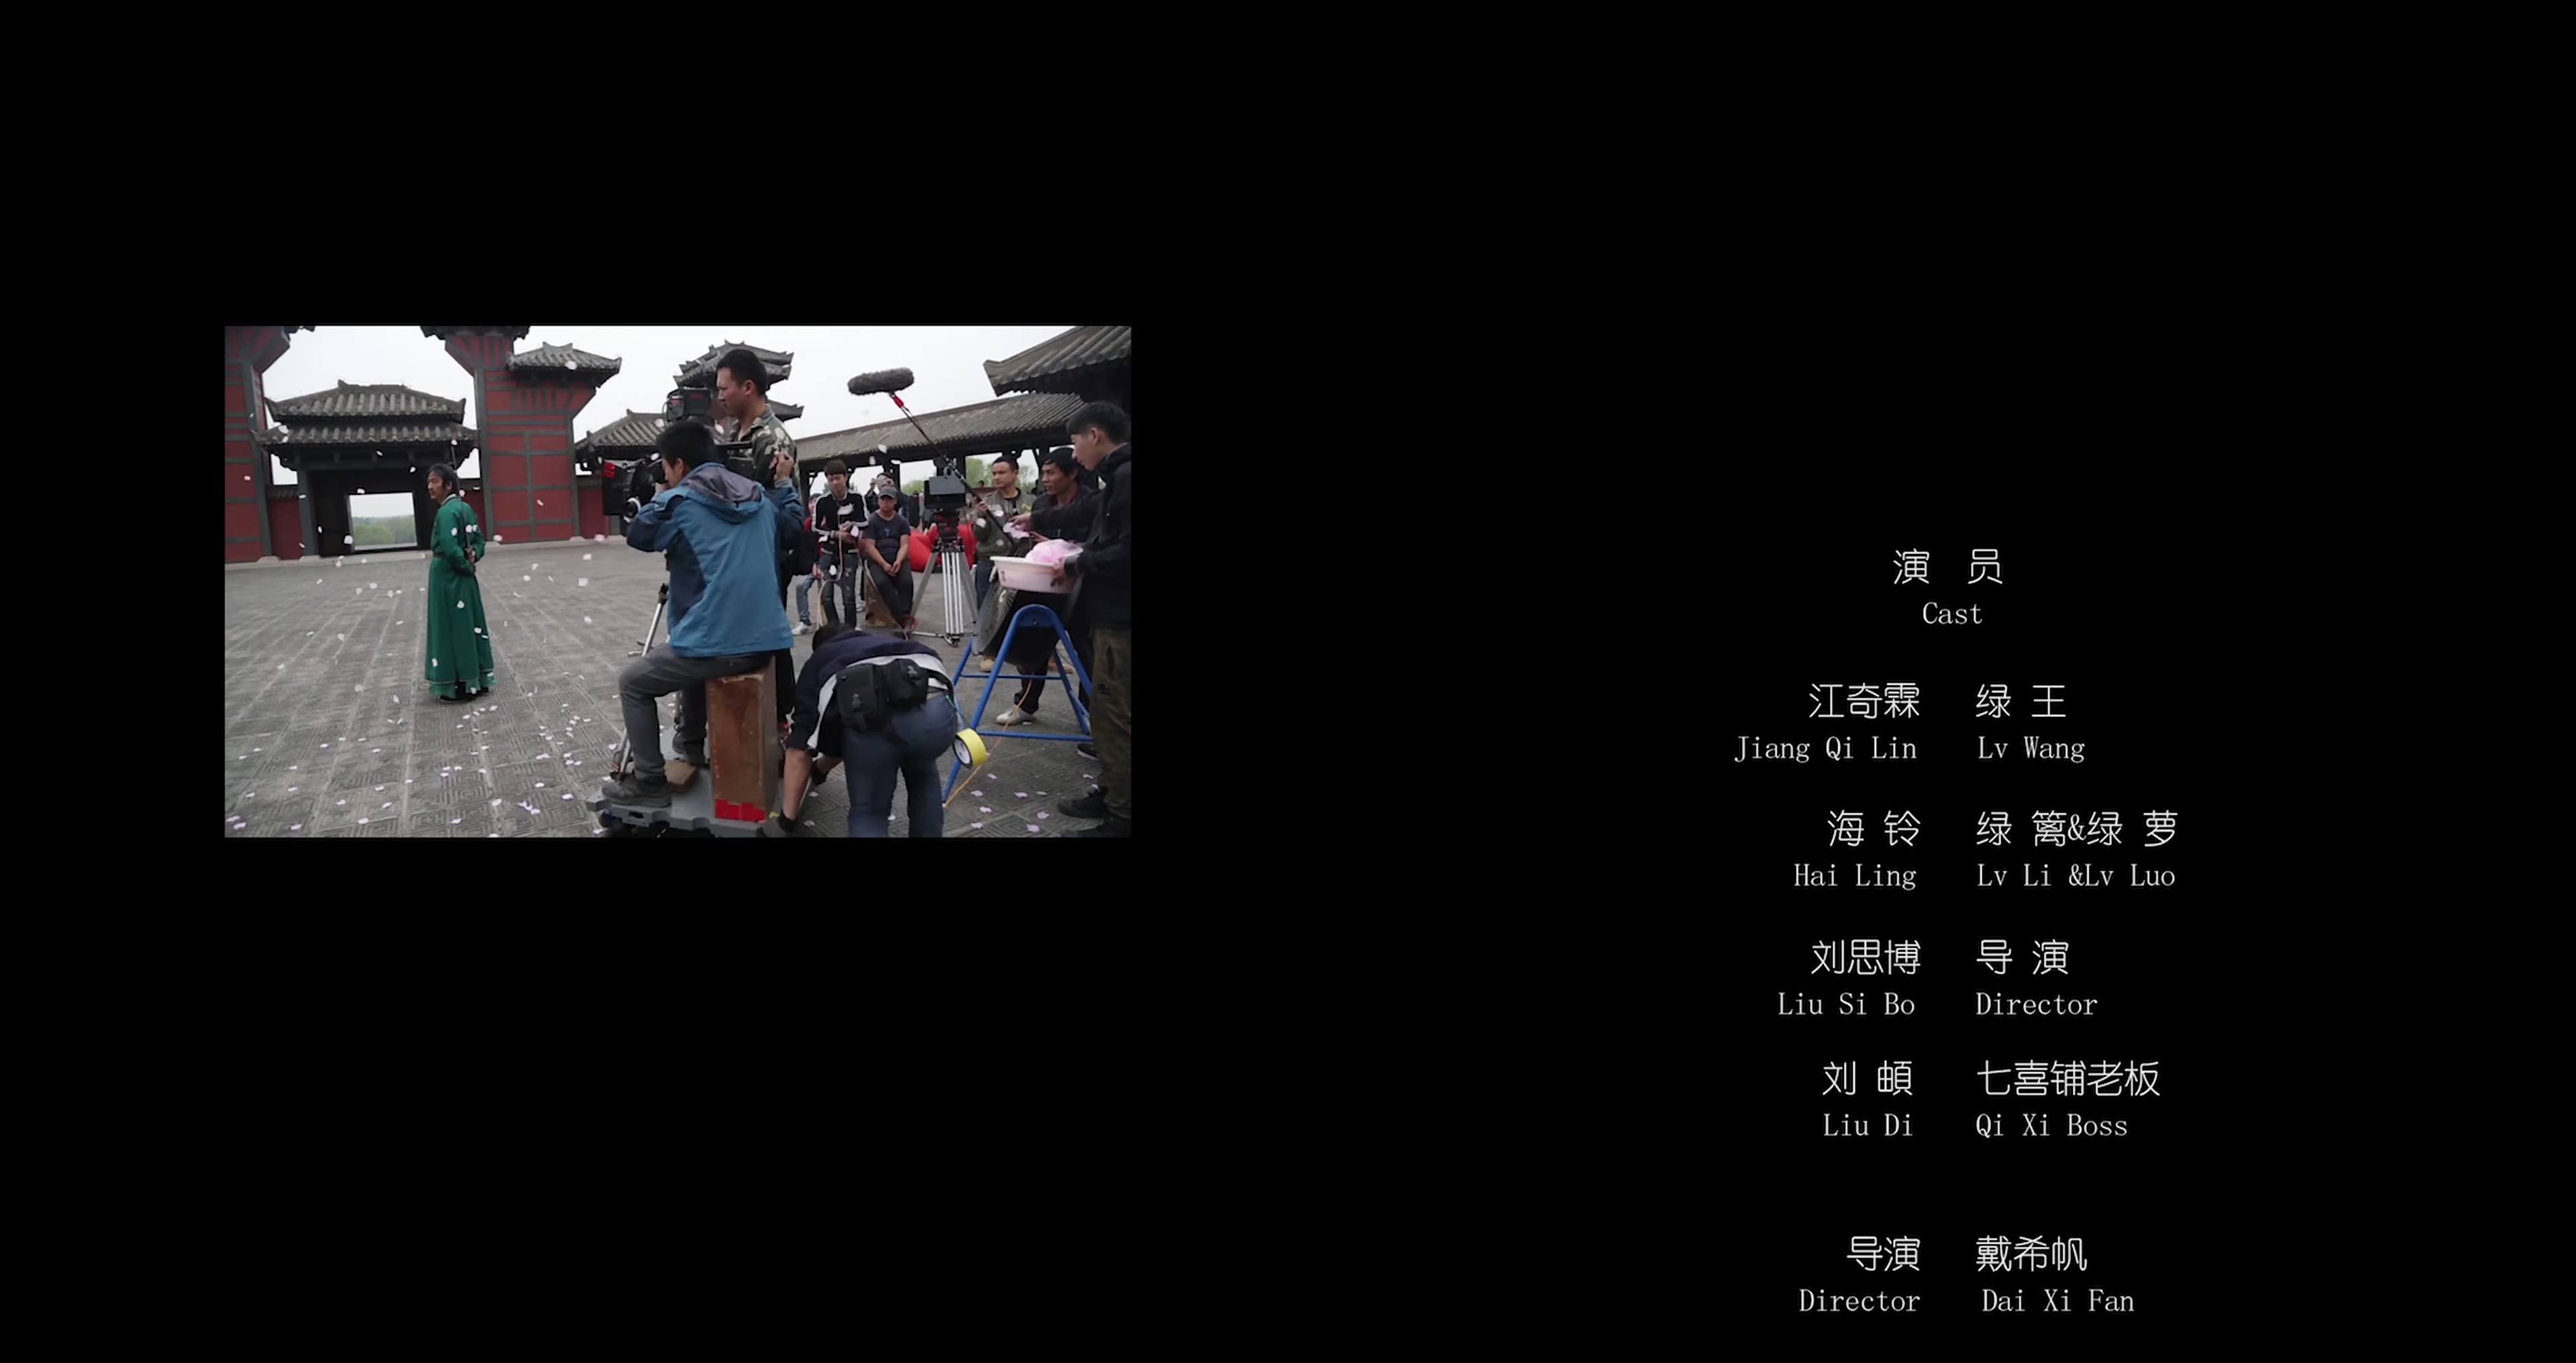 演 员
Cast
江奇霖 绿 王
Jiang Qi Lin Lv Wang
海 铃 绿 篱&绿 萝
Hai Ling Lv Li &Lv Luo
刘思博 导 演
Liu Si Bo Director
刘 頔 七喜铺老板
Liu Di Qi Xi Boss
导演 戴希帆
Director Dai Xi Fan